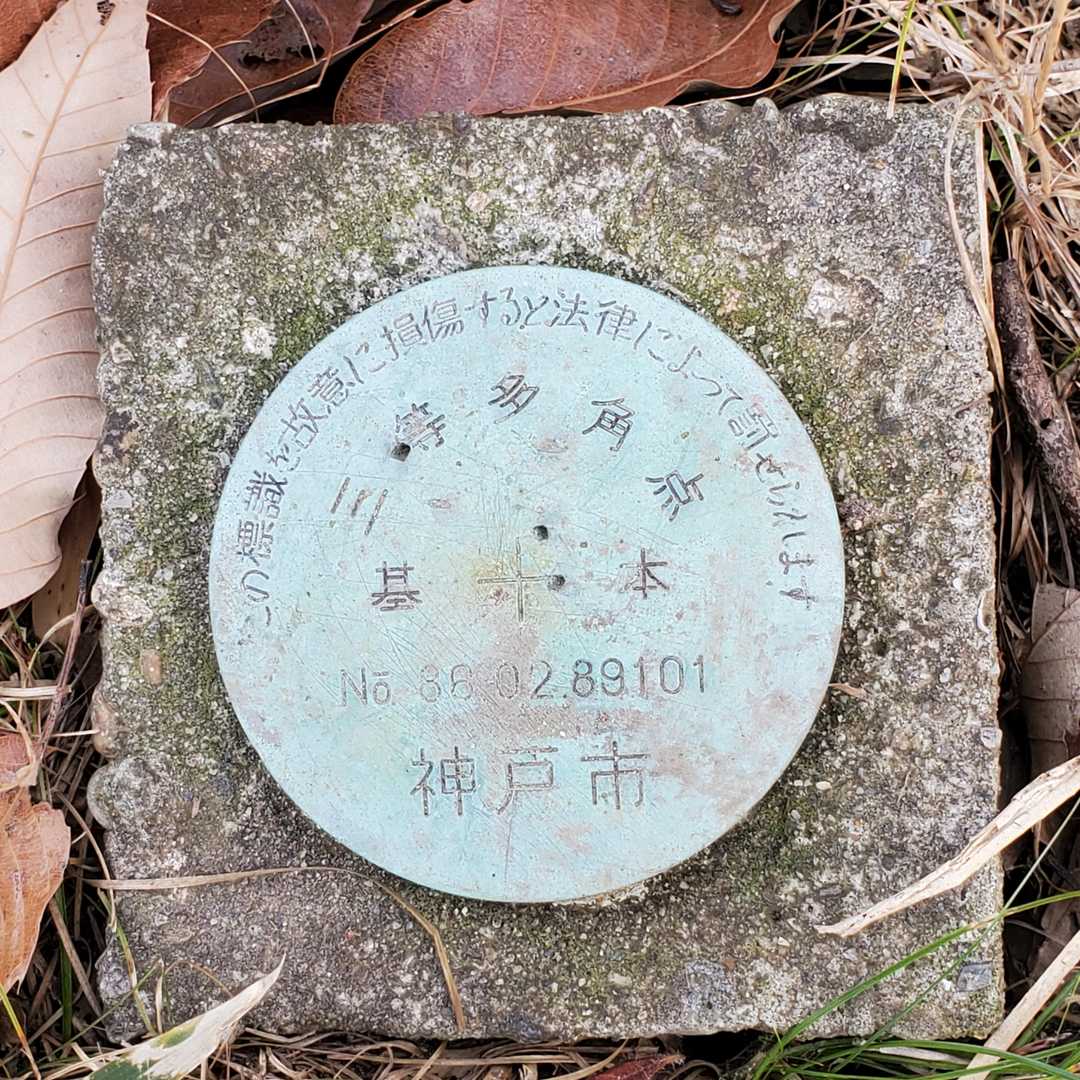 この標識を故意に損傷すると法律によって罰せられます
三等多角点
基本
No 86.02.89101
神戸市